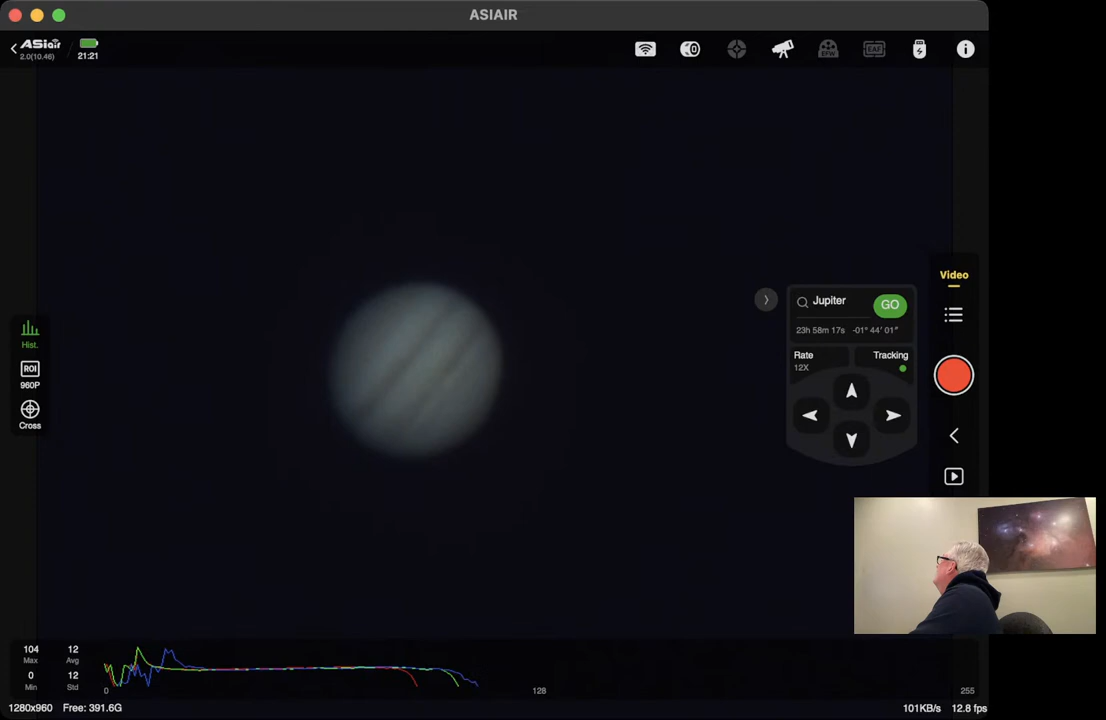 ASIAIR
ASIair
2.0(10.46)
21:21
EFW
EAF
Video
Jupiter
GO
23h 58m 17s -01° 44′ 01″
Rate
12X
Tracking
Hist.
ROI
960P
Cross
104
Max
12
Avg
0
Min
12
Std
0
128
255
1280x960
Free: 391.6G
101KB/s
12.8 fps